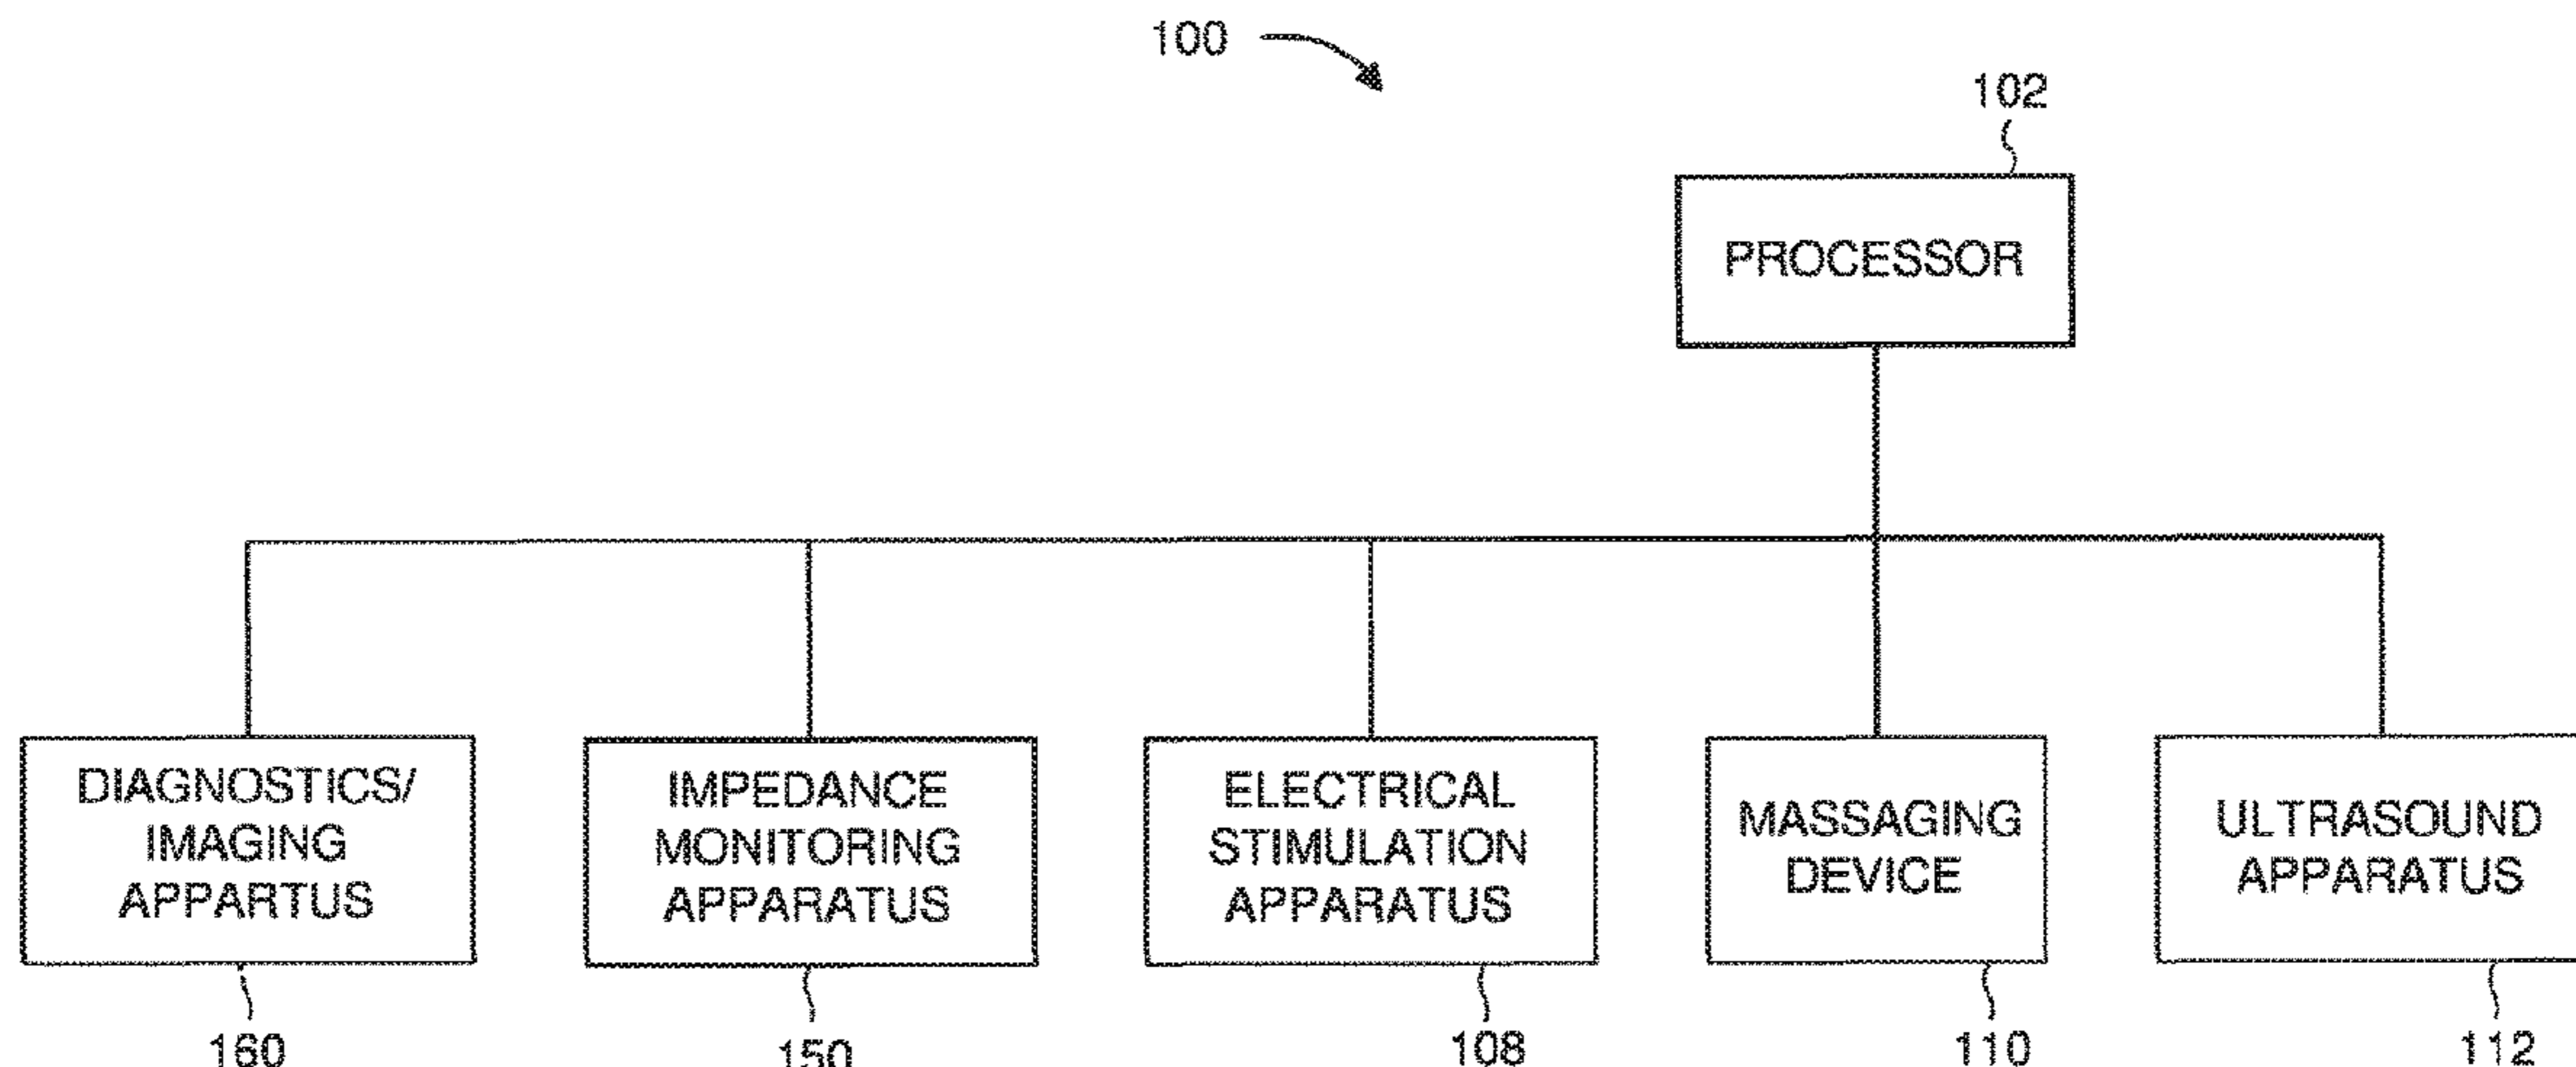 100
102
PROCESSOR
DIAGNOSTICS/
IMAGING
APPARTUS
IMPEDANCE
MONITORING
APPARATUS
ELECTRICAL
STIMULATION
APPARATUS
MASSAGING
DEVICE
ULTRASOUND
APPARATUS
160
150
108
110
112